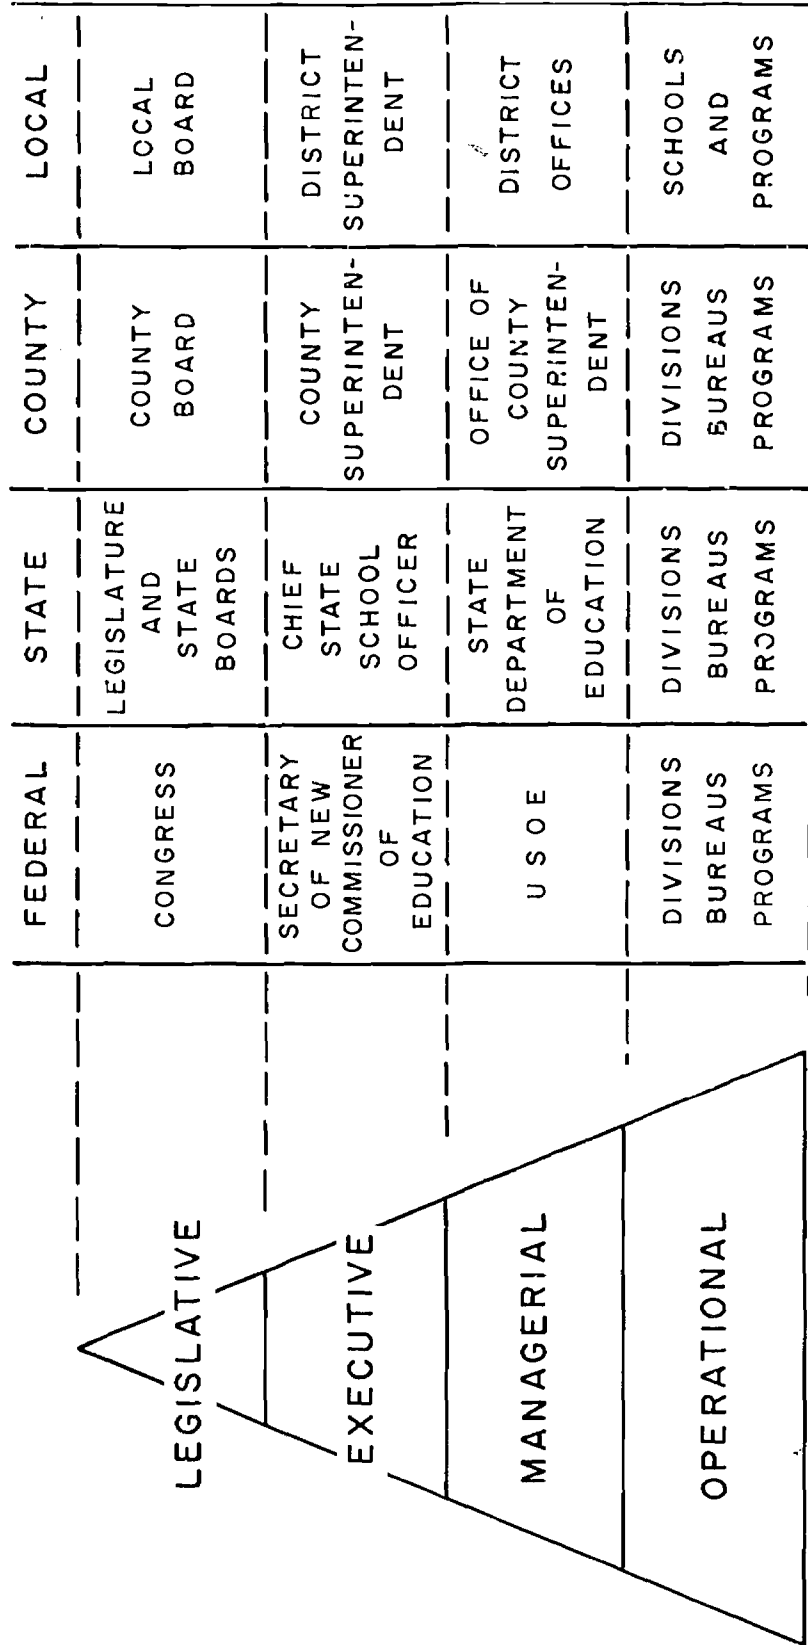 FEDERAL
STATE
COUNTY
LOCAL
LEGISLATIVE
CONGRESS
LEGISLATURE
AND
STATE
BOARDS
COUNTY
BOARD
LOCAL
BOARD
EXECUTIVE
SECRETARY
OF NEW
COMMISSIONER
OF
EDUCATION
CHIEF
STATE
SCHOOL
OFFICER
COUNTY
SUPERINTEN-
DENT
DISTRICT
SUPERINTEN-
DENT
MANAGERIAL
USOE
STATE
DEPARTMENT
OF
EDUCATION
OFFICE OF
COUNTY
SUPERINTEN-
DENT
DISTRICT
OFFICES
OPERATIONAL
DIVISIONS
BUREAUS
PROGRAMS
DIVISIONS
BUREAUS
PROGRAMS
DIVISIONS
BUREAUS
PROGRAMS
SCHOOLS
AND
PROGRAMS